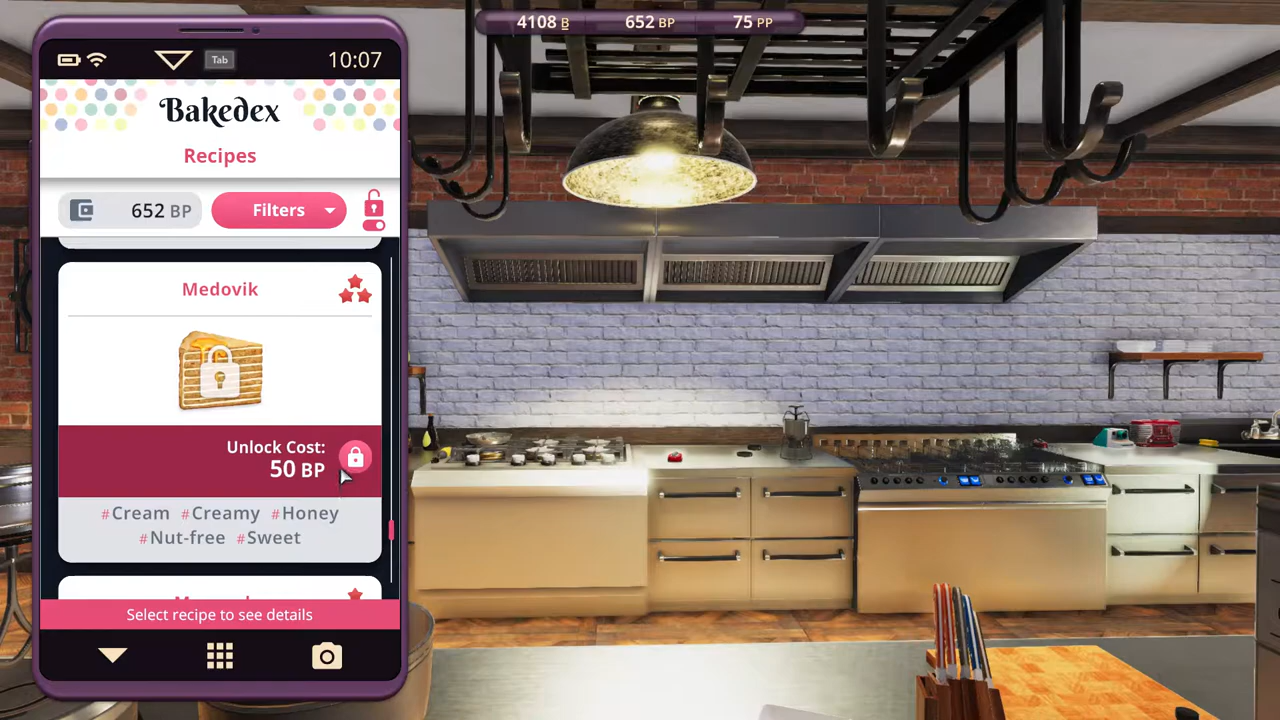 4108 B 652 BP 75 PP
Tab 10:07
Bakedex
Recipes
652 BP Filters
Medovik
Unlock Cost:
50 BP
#Cream #Creamy #Honey
#Nut-free #Sweet
Select recipe to see details